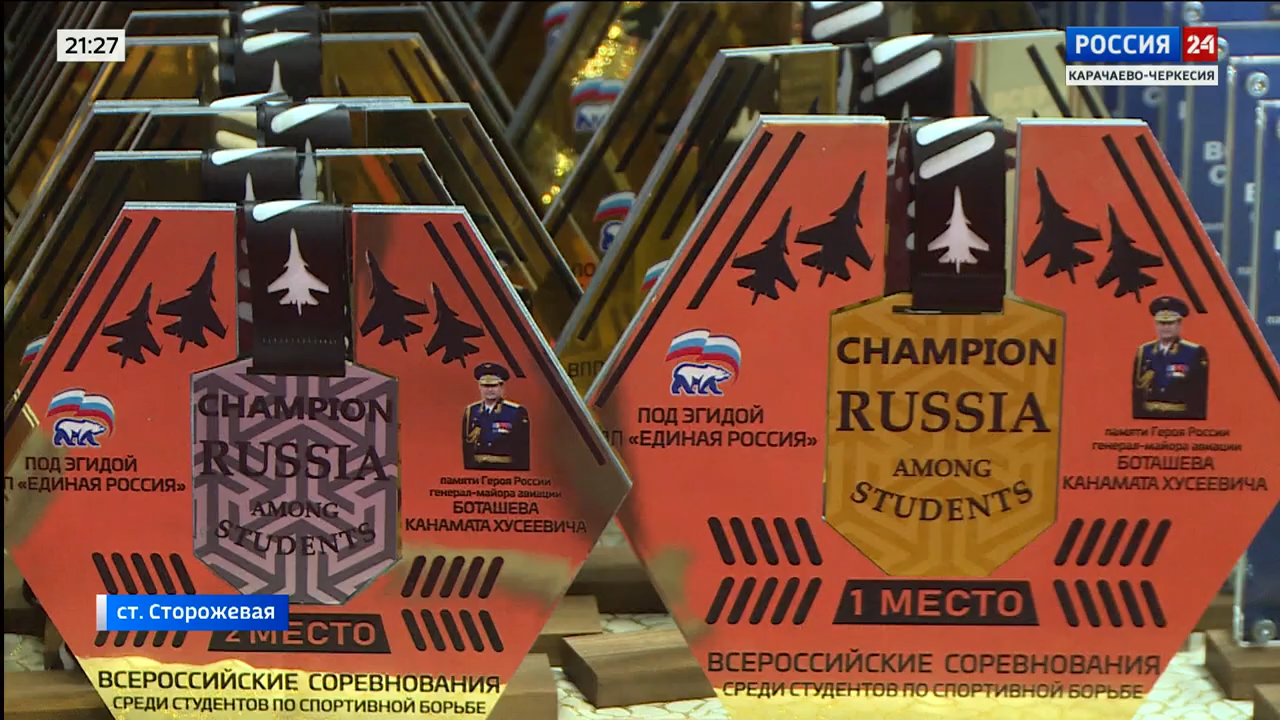 21:27
РОССИЯ 24
КАРАЧАЕВО-ЧЕРКЕСИЯ
CHAMPION
RUSSIA
AMONG
STUDENTS
ПОД ЭГИДОЙ
«ЕДИНАЯ РОССИЯ»
памяти Героя России
генерал-майора авиации
БОТАШЕВА
КАНАМАТА ХУСЕЕВИЧА
2 МЕСТО
ВСЕРОССИЙСКИЕ СОРЕВНОВАНИЯ
СРЕДИ СТУДЕНТОВ ПО СПОРТИВНОЙ БОРЬБЕ
CHAMPION
RUSSIA
AMONG
STUDENTS
ПОД ЭГИДОЙ
«ЕДИНАЯ РОССИЯ»
памяти Героя России
генерал-майора авиации
БОТАШЕВА
КАНАМАТА ХУСЕЕВИЧА
1 МЕСТО
ВСЕРОССИЙСКИЕ СОРЕВНОВАНИЯ
СРЕДИ СТУДЕНТОВ ПО СПОРТИВНОЙ БОРЬБЕ
ст. Сторожевая